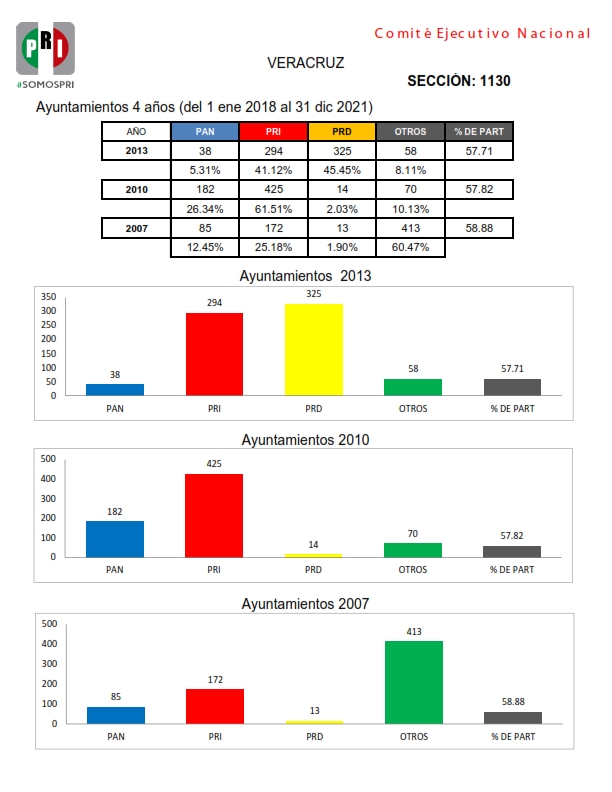 Comité Ejecutivo Nacional
PRI
#SOMOSPRI
VERACRUZ
SECCIÓN: 1130
Ayuntamientos 4 años (del 1 ene 2018 al 31 dic 2021)
AÑO PAN PRI PRD OTROS % DE PART
2013 38 294 325 58 57.71
5.31% 41.12% 45.45% 8.11%
2010 182 425 14 70 57.82
26.34% 61.51% 2.03% 10.13%
2007 85 172 13 413 58.88
12.45% 25.18% 1.90% 60.47%
Ayuntamientos 2013
350
300
250
200
150
100
50
0
38 294 325 58 57.71
PAN PRI PRD OTROS % DE PART
Ayuntamientos 2010
500
400
300
200
100
0
182 425 14 70 57.82
PAN PRI PRD OTROS % DE PART
Ayuntamientos 2007
500
400
300
200
100
0
85 172 13 413 58.88
PAN PRI PRD OTROS % DE PART